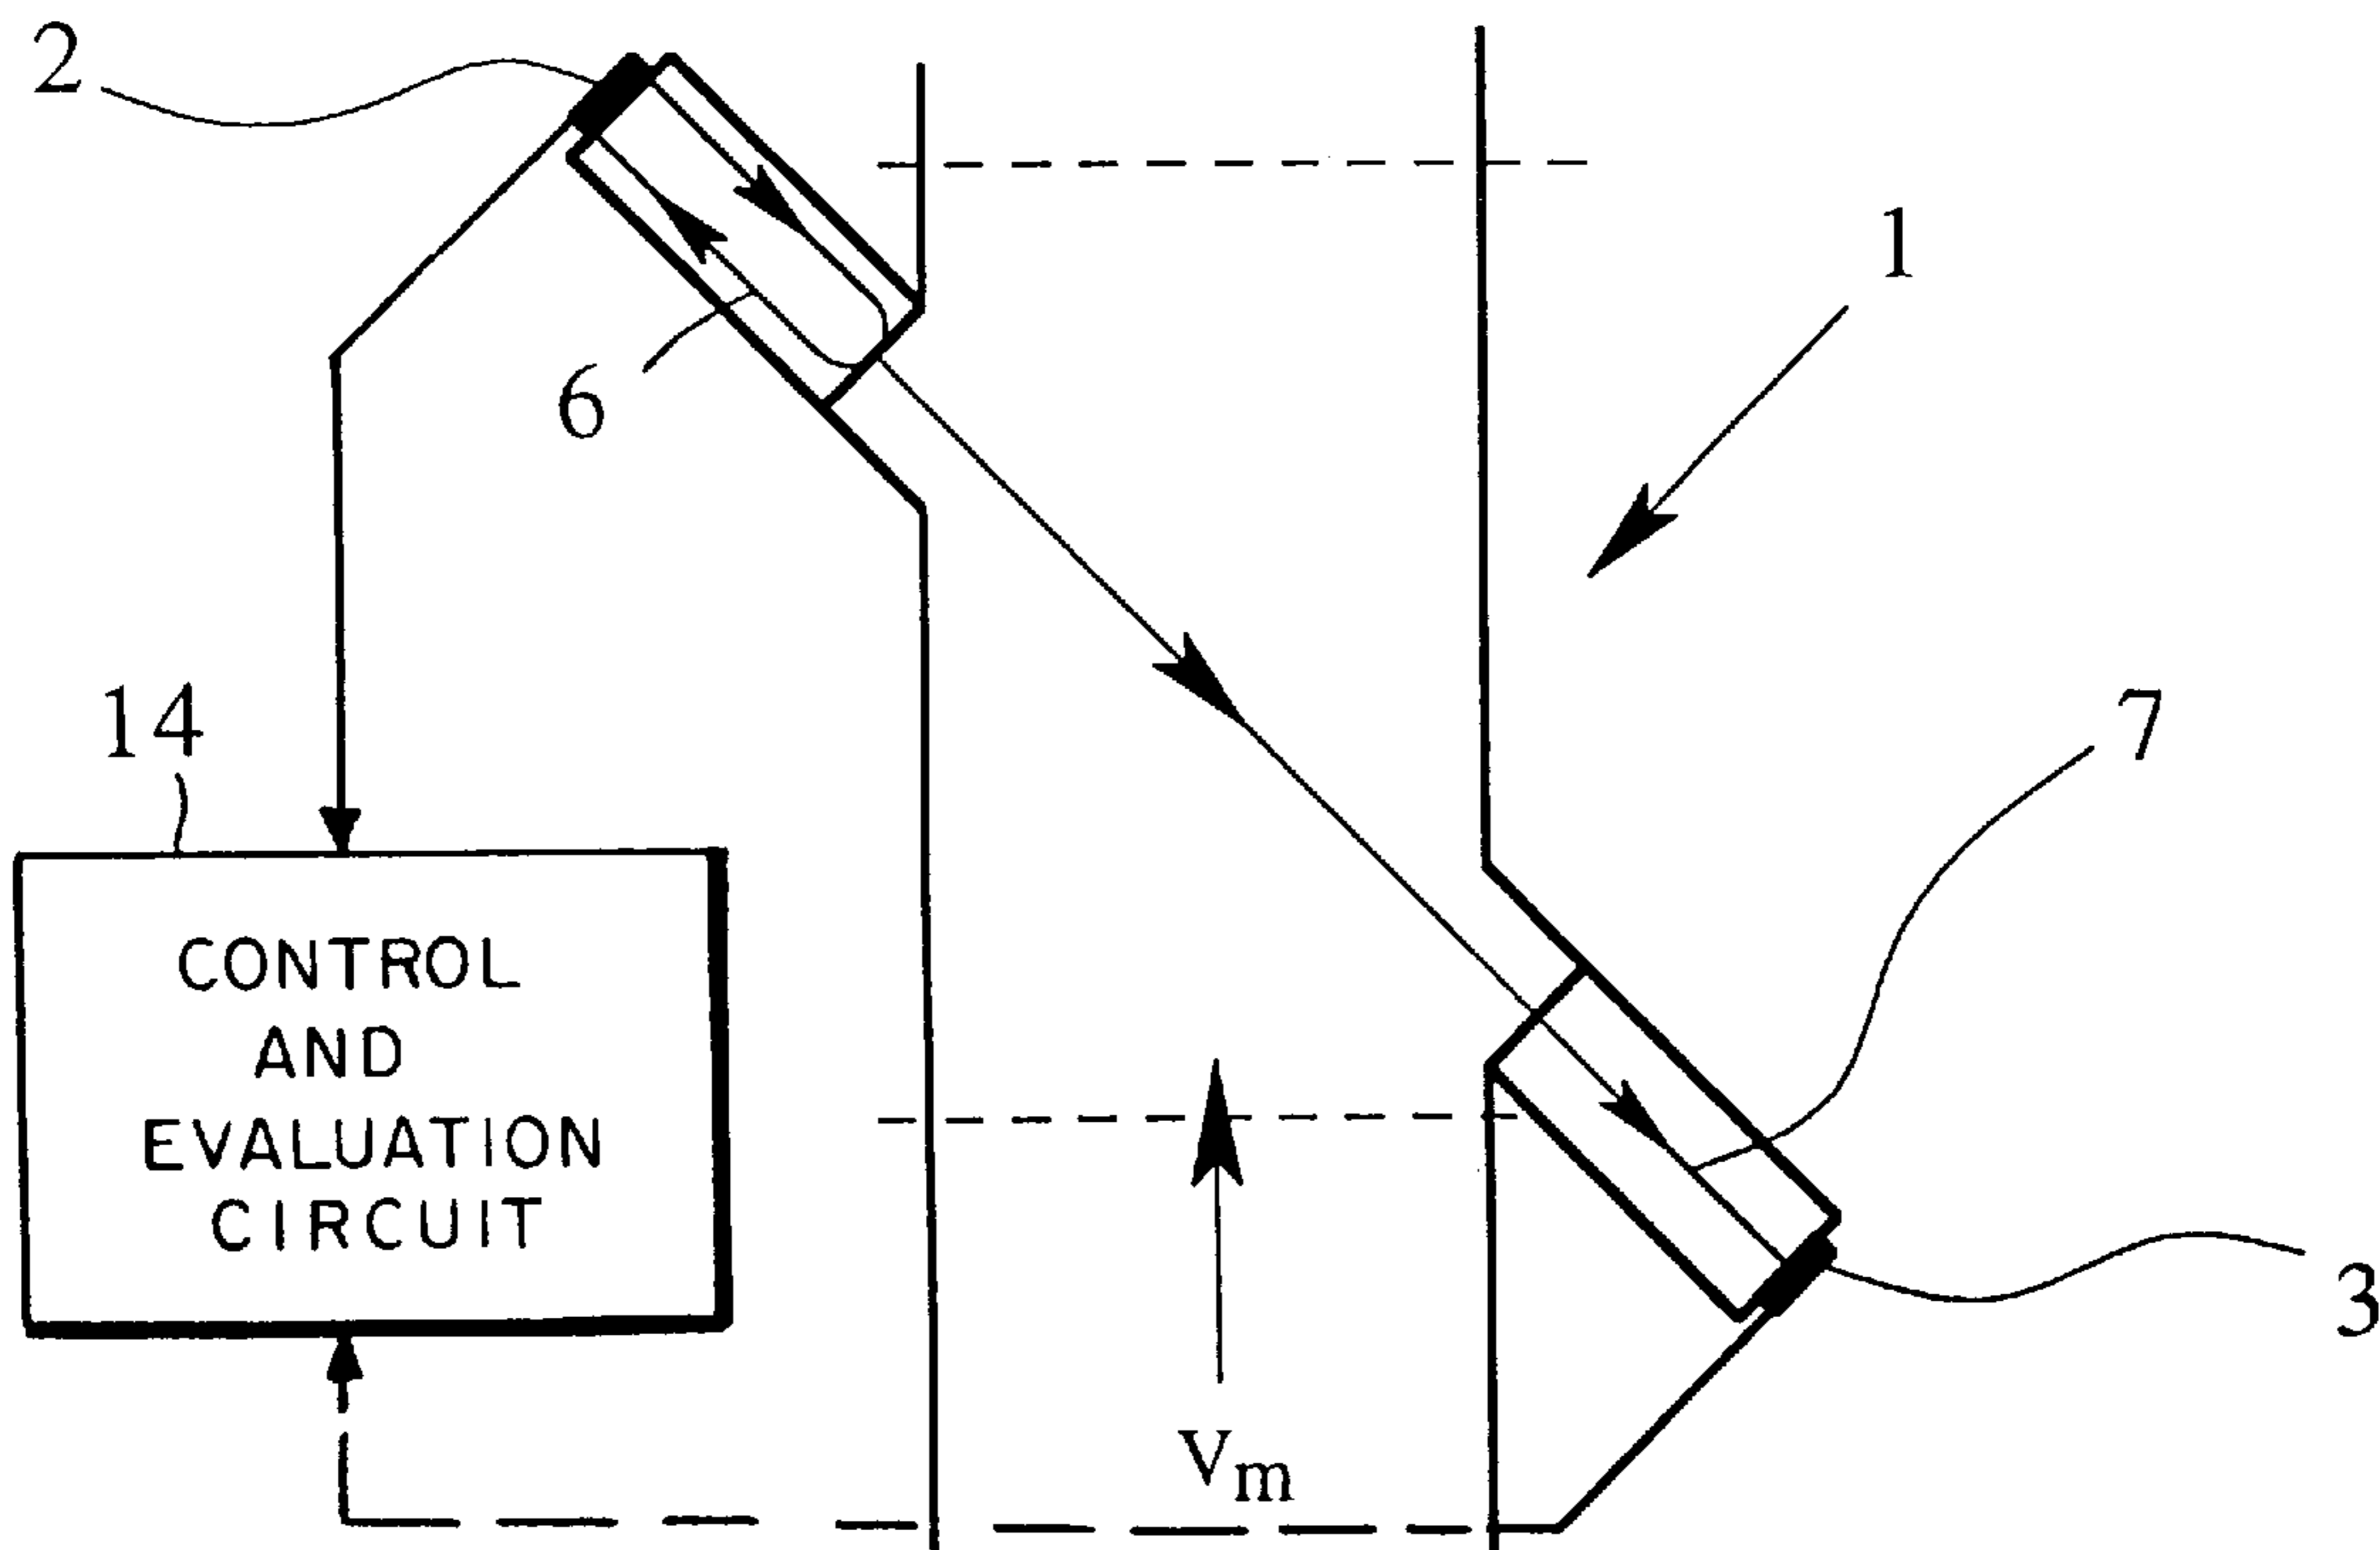 2
1
6
14
7
CONTROL
AND
EVALUATION
CIRCUIT
3
Vm